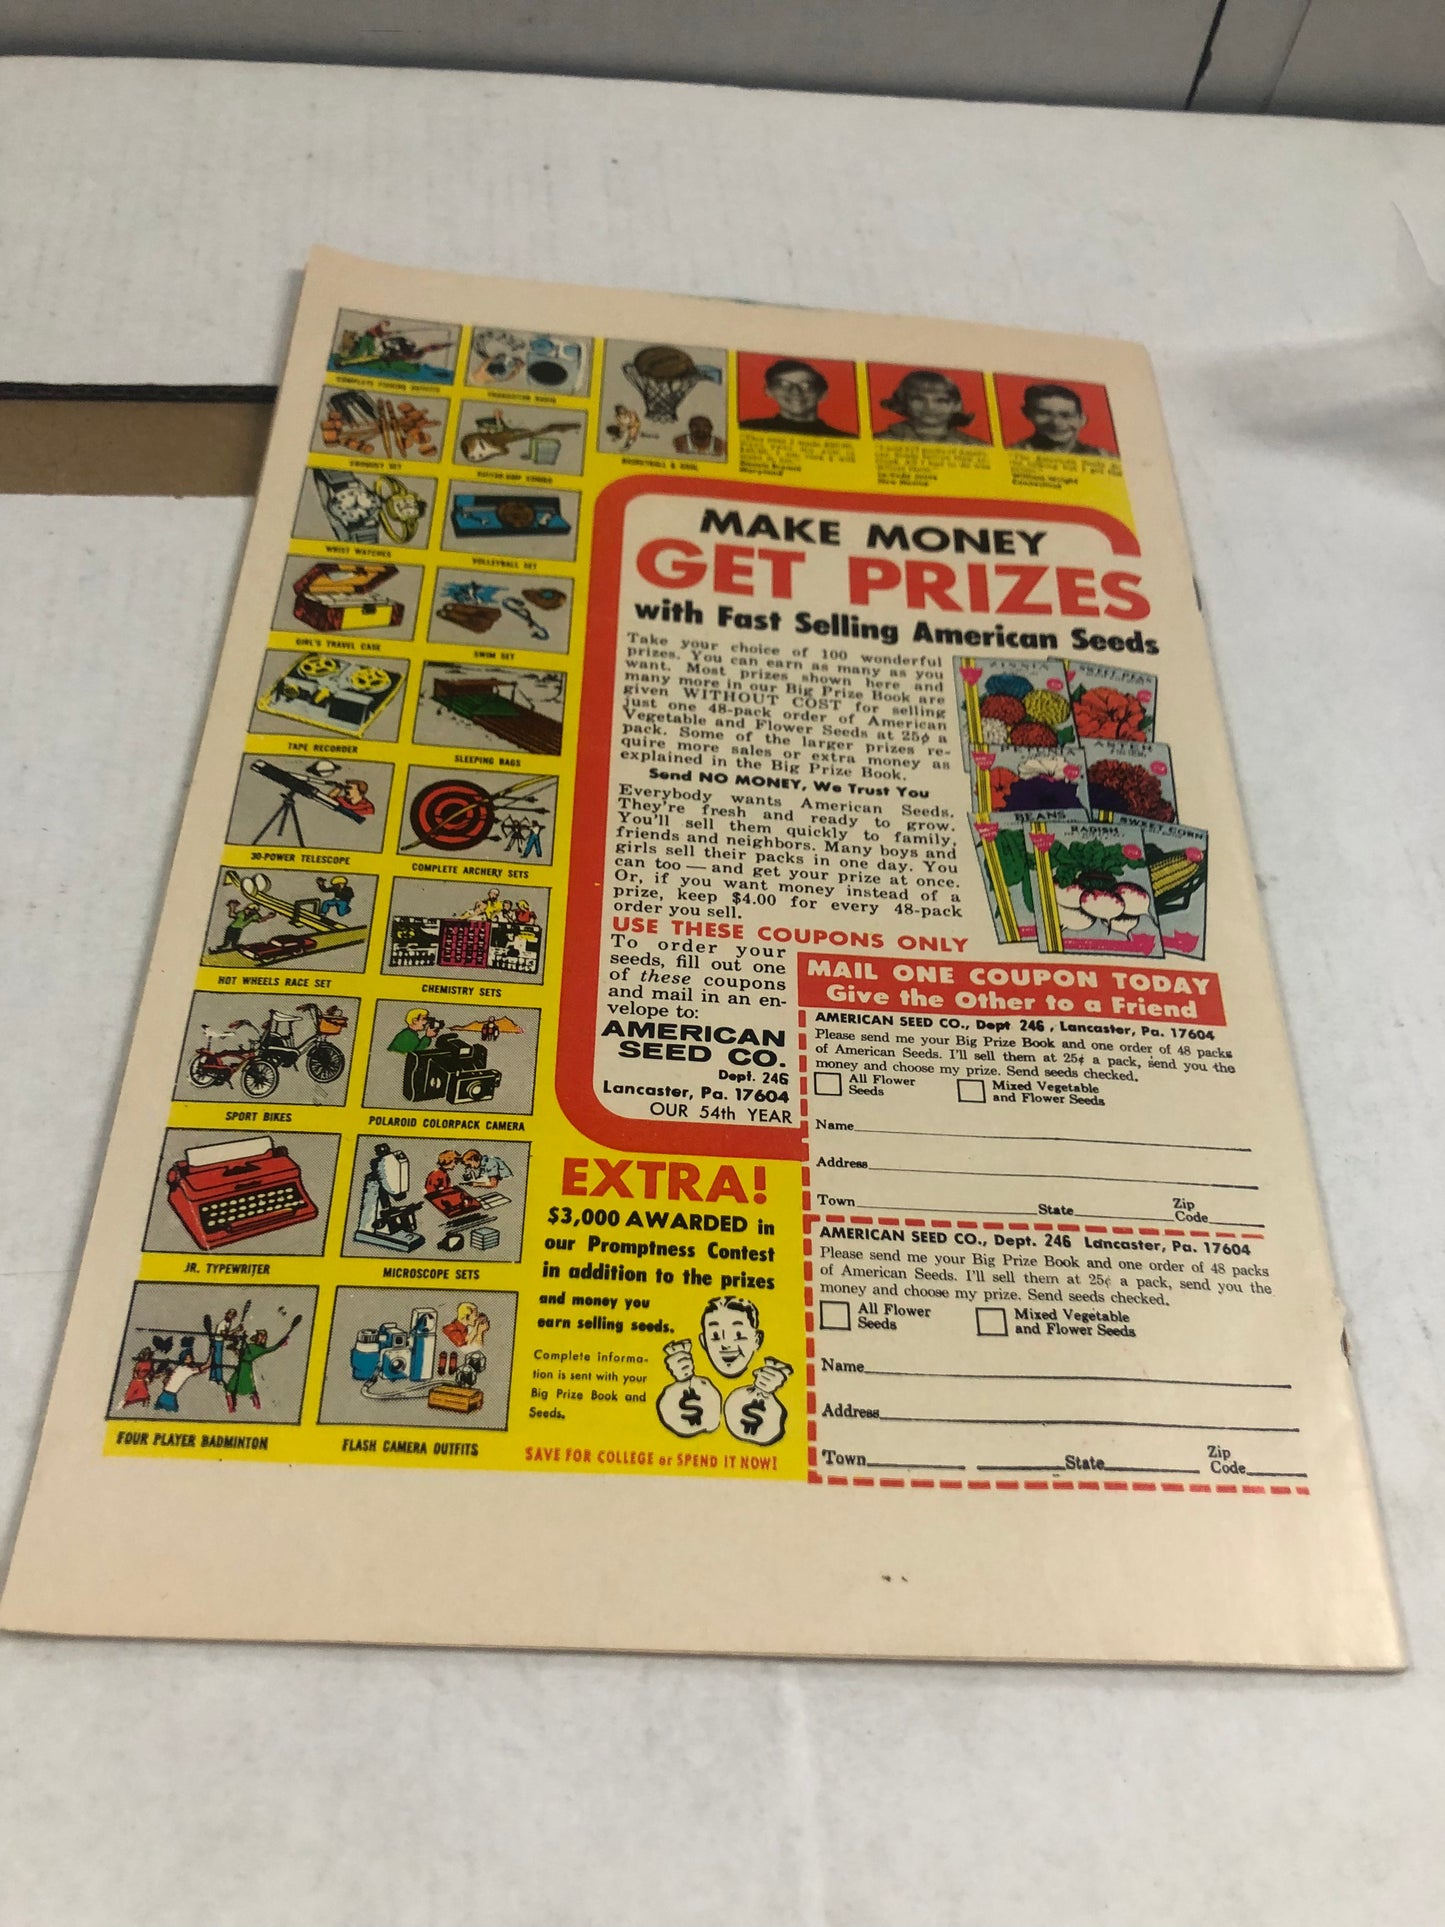 COMPLETE FISHING OUTFITS
TRANSISTOR RADIO
CROQUET SET
WRIST WATCHES
VOLLEYBALL SET
GIRL'S TRAVEL CASE
SWIM SET
TAPE RECORDER
SLEEPING BAGS
30-POWER TELESCOPE
COMPLETE ARCHERY SETS
HOT WHEELS RACE SET
CHEMISTRY SETS
SPORT BIKES
POLAROID COLORPACK CAMERA
JR. TYPEWRITER
MICROSCOPE SETS
FOUR PLAYER BADMINTON
FLASH CAMERA OUTFITS
BASKETBALL & GOAL
Maryland
New Mexico
William Wright
Connecticut
MAKE MONEY
GET PRIZES
with Fast Selling American Seeds
Take your choice of 100 wonderful
prizes. You can earn as many as you
want. Most prizes shown here and
many more in our Big Prize Book are
given WITHOUT COST for selling
just one 48-pack order of American
Vegetable and Flower Seeds at 25¢ a
pack. Some of the larger prizes re-
quire more sales or extra money as
explained in the Big Prize Book.
Send NO MONEY, We Trust You
Everybody wants American Seeds.
They're fresh and ready to grow.
You'll sell them quickly to family,
friends and neighbors. Many boys and
girls sell their packs in one day. You
can too — and get your prize at once.
Or, if you want money instead of a
prize, keep $4.00 for every 48-pack
order you sell.
ZINNIA
SWEET PEAS
PETUNIA
ASTER
BEANS
RADISH
SWEET CORN
USE THESE COUPONS ONLY
To order your
seeds, fill out one
of these coupons
and mail in an en-
velope to:
AMERICAN
SEED CO.
Dept. 246
Lancaster, Pa. 17604
OUR 54th YEAR
MAIL ONE COUPON TODAY
Give the Other to a Friend
AMERICAN SEED CO., Dept 246, Lancaster, Pa. 17604
Please send me your Big Prize Book and one order of 48 packs
of American Seeds. I'll sell them at 25¢ a pack, send you the
money and choose my prize. Send seeds checked.
All Flower
Seeds
Mixed Vegetable
and Flower Seeds
Name
Address
Town State Zip
Code
AMERICAN SEED CO., Dept. 246 Lancaster, Pa. 17604
Please send me your Big Prize Book and one order of 48 packs
of American Seeds. I'll sell them at 25¢ a pack, send you the
money and choose my prize. Send seeds checked.
All Flower
Seeds
Mixed Vegetable
and Flower Seeds
Name
Address
Town State Zip
Code
EXTRA!
$3,000 AWARDED in
our Promptness Contest
in addition to the prizes
and money you
earn selling seeds.
Complete informa-
tion is sent with your
Big Prize Book and
Seeds.
$ $
SAVE FOR COLLEGE or SPEND IT NOW!